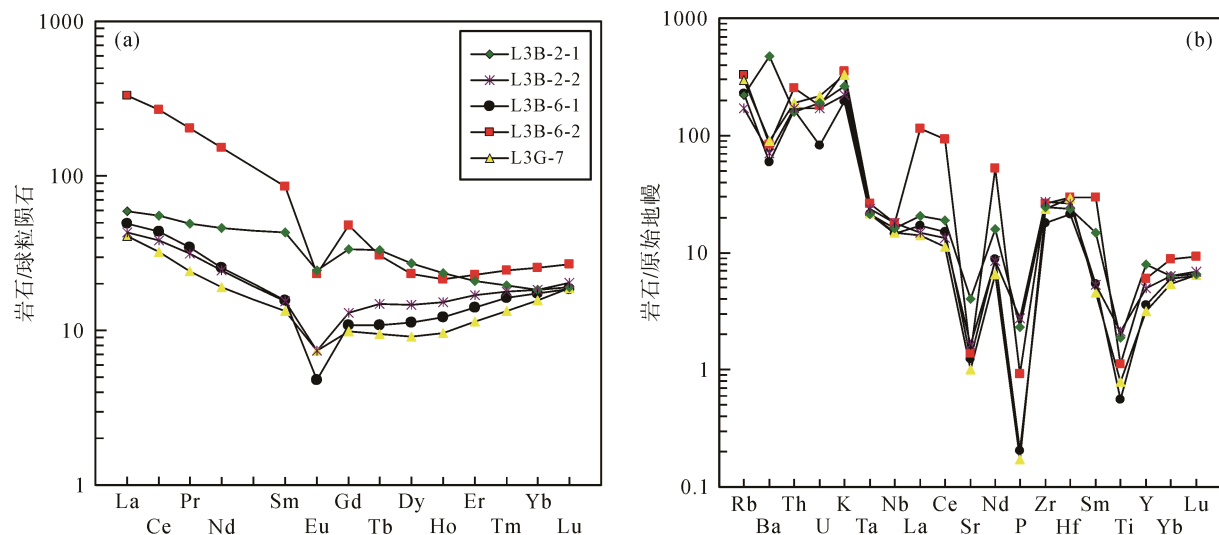 (a)
1000
100
10
1
岩石/球粒陨石
L3B-2-1
L3B-2-2
L3B-6-1
L3B-6-2
L3G-7
La Pr Sm Gd Dy Er Yb
Ce Nd Eu Tb Ho Tm Lu
(b)
1000
100
10
1
0.1
岩石/原始地幔
Rb Th K Nb Ce Nd Zr Sm Y Lu
Ba U Ta La Sr P Hf Ti Yb